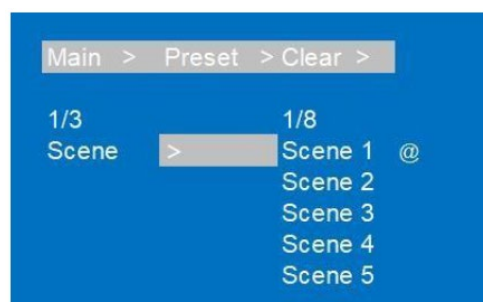 Main > Preset > Clear >
1/3 1/8
Scene > Scene 1 @
Scene 2
Scene 3
Scene 4
Scene 5